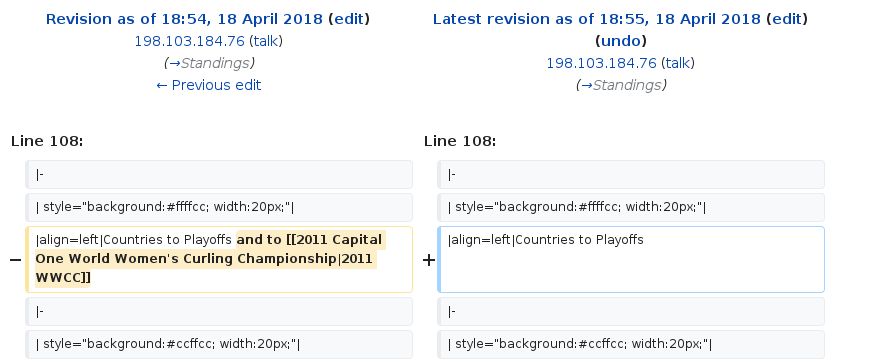 Revision as of 18:54, 18 April 2018 (edit)
198.103.184.76 (talk)
(→Standings)
← Previous edit
Latest revision as of 18:55, 18 April 2018 (edit)
(undo)
198.103.184.76 (talk)
(→Standings)
Line 108:
Line 108:
|-
|-
| style="background:#ffffcc; width:20px;"|
| style="background:#ffffcc; width:20px;"|
− |align=left|Countries to Playoffs and to [[2011 Capital
One World Women's Curling Championship|2011
WWCC]]
+ |align=left|Countries to Playoffs
|-
|-
| style="background:#ccffcc; width:20px;"|
| style="background:#ccffcc; width:20px;"|